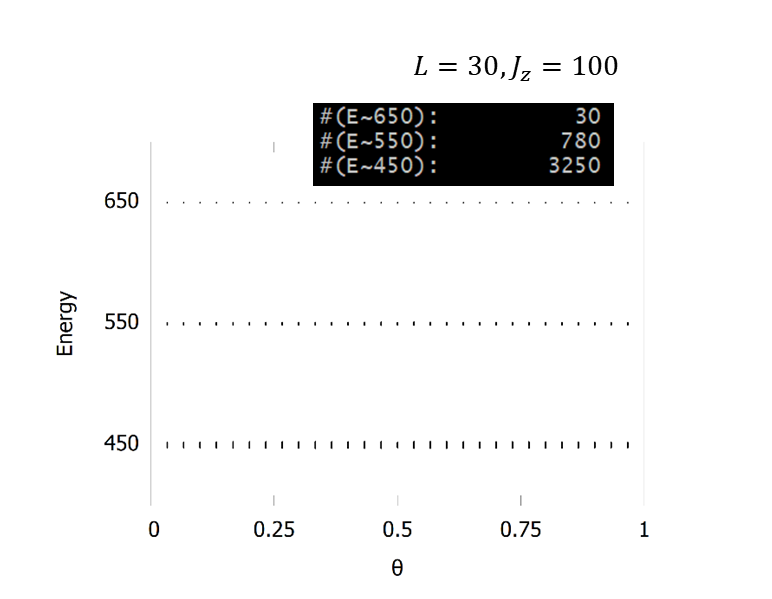 L = 30, J_z = 100
#(E~650): 30
#(E~550): 780
#(E~450): 3250
650
550
450
Energy
0 0.25 0.5 0.75 1
θ